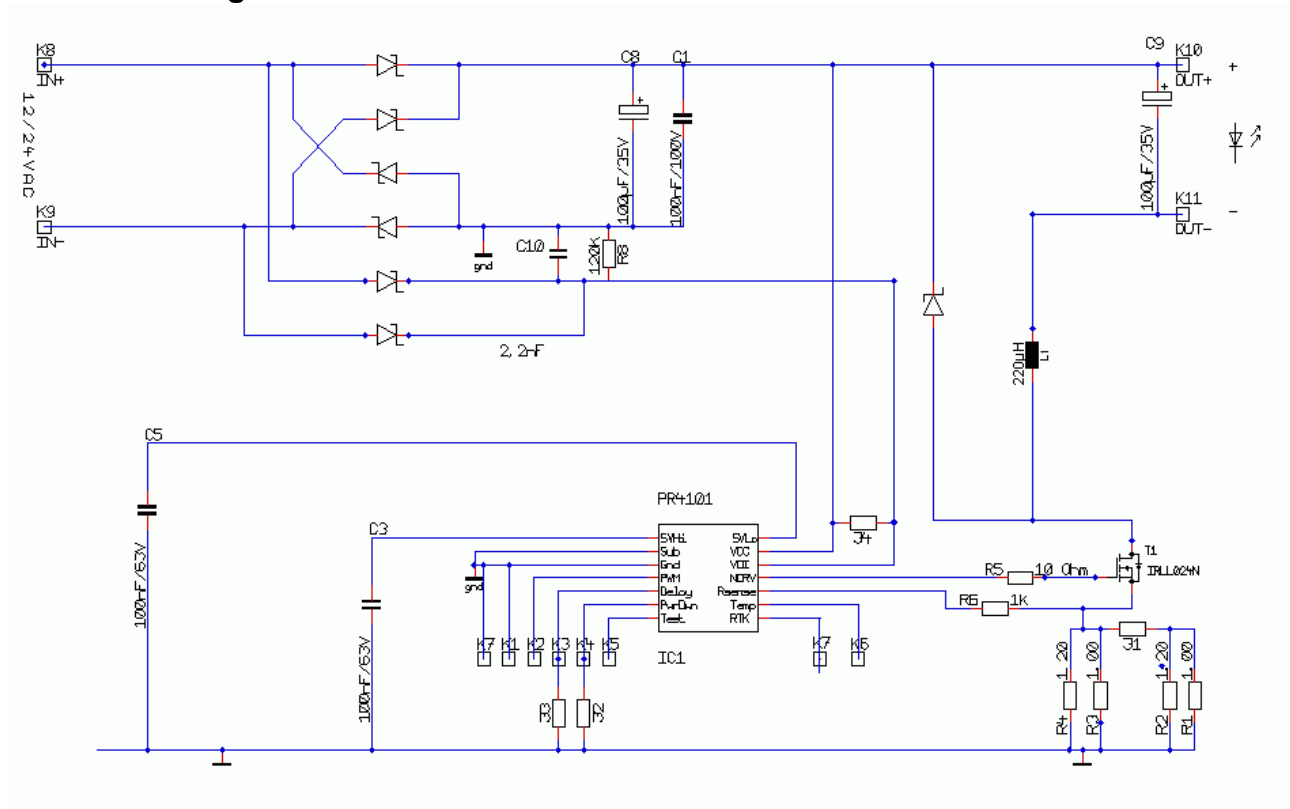 g
K8
IN+
12/24VAC
K9
IN-
C8
C1
C9
K10
OUT+
+
+
+
100µF/35V
100nF/100V
100µF/35V
K11
OUT-
-
gnd
C10
120K
R8
2,2nF
220µH
L1
C5
100nF/63V
C3
100nF/63V
PR4101
5VHi
Sub
Gnd
PWM
Delay
PwrDwn
Test
5VLo
VCC
VDI
NDRV
Rsense
Temp
RTK
IC1
gnd
K7
K1
K2
K3
K4
K5
K7
K6
J4
J3
J2
R5
10 Ohm
R6
1k
T1
IRLL024N
J1
1.20
1.00
1.20
1.00
R4
R3
R2
R1